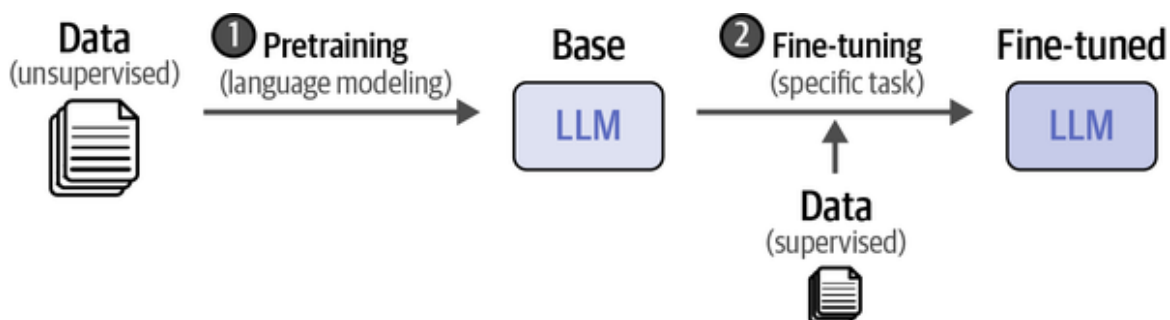 Data
(unsupervised)
1 Pretraining
(language modeling)
Base
LLM
2 Fine-tuning
(specific task)
Data
(supervised)
Fine-tuned
LLM